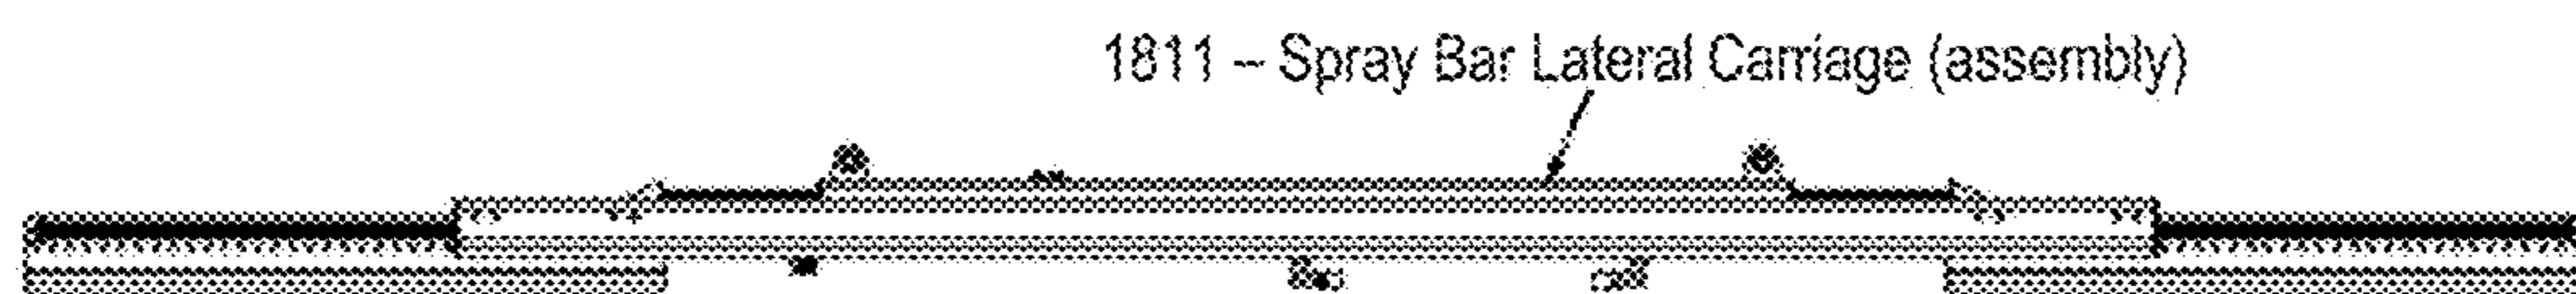 1811 – Spray Bar Lateral Carriage (assembly)